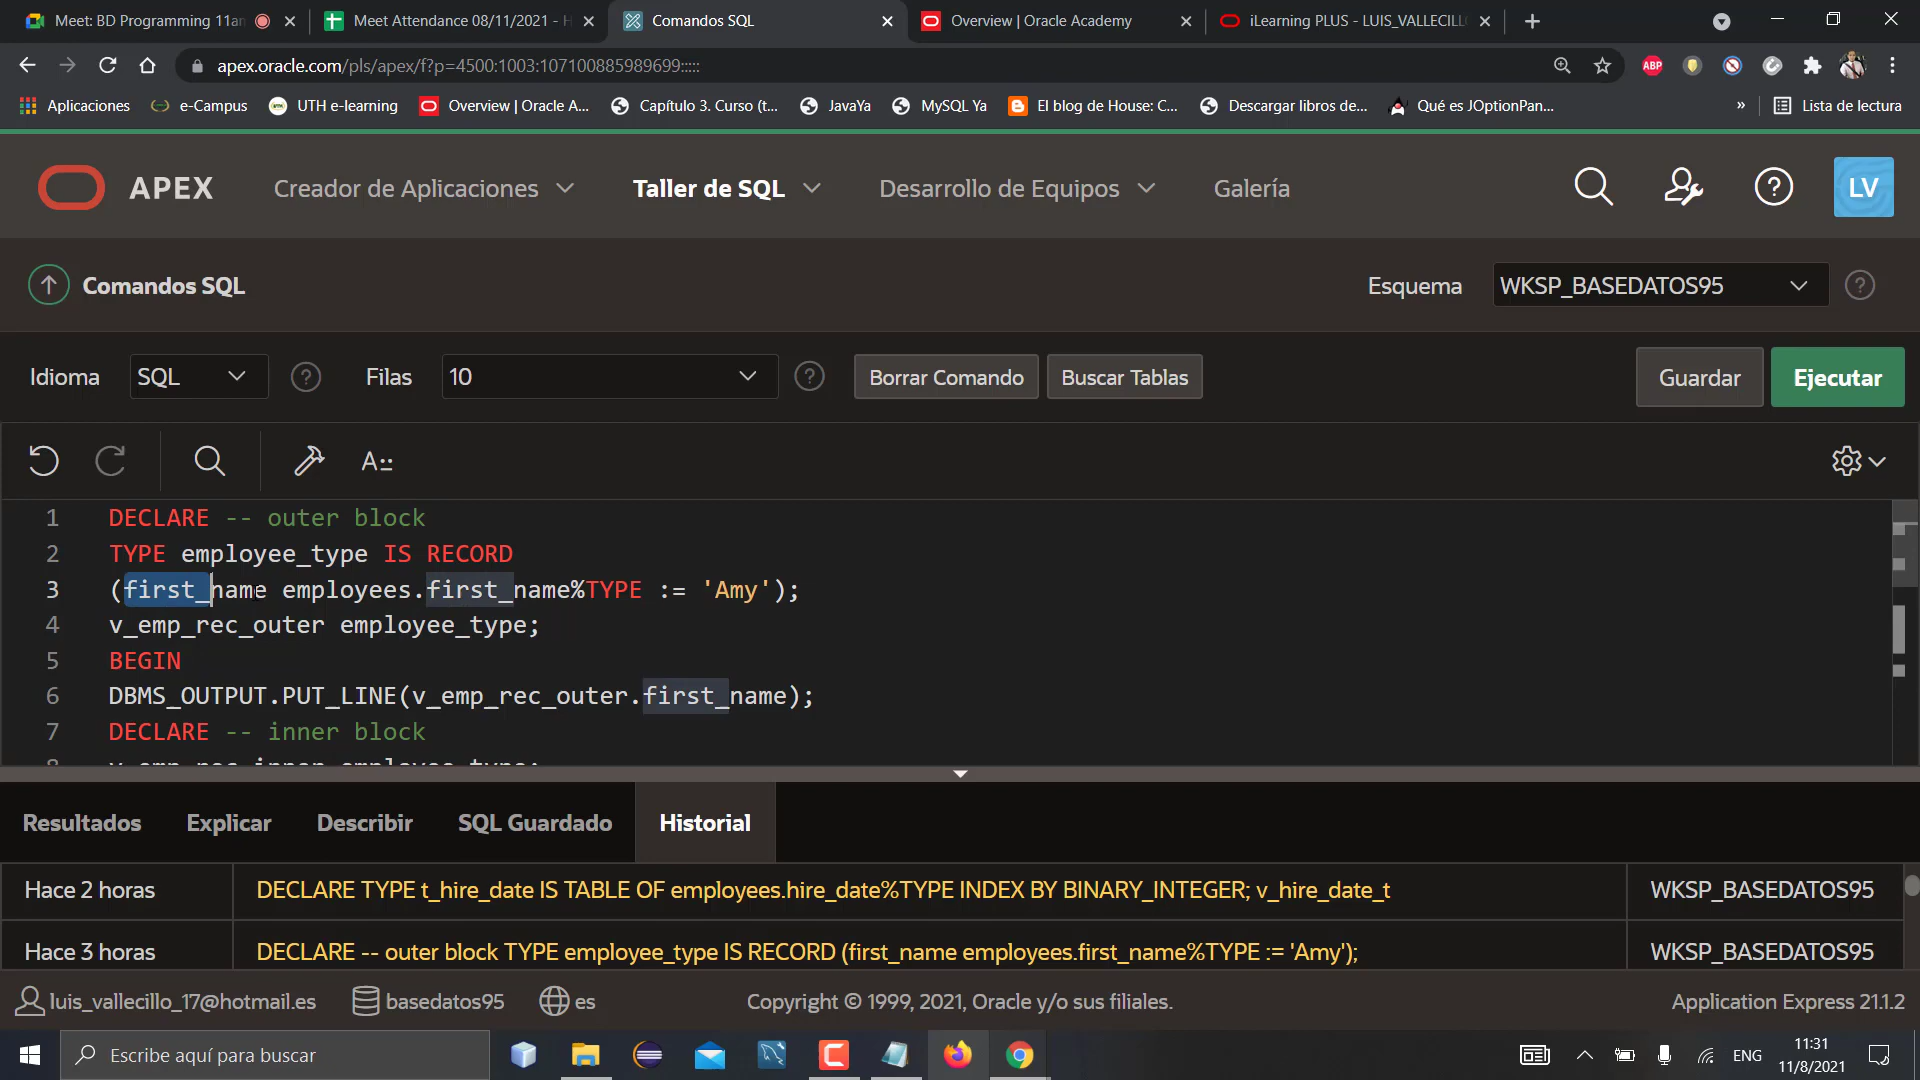 Meet: BD Programming 11am
Meet Attendance 08/11/2021 - H
Comandos SQL
Overview | Oracle Academy
iLearning PLUS - LUIS_VALLECILLO
apex.oracle.com/pls/apex/f?p=4500:1003:107100885989699:::::
ABP
Aplicaciones
e-Campus
UTH e-learning
Overview | Oracle A...
Capítulo 3. Curso (t...
JavaYa
MySQL Ya
El blog de House: C...
Descargar libros de...
Qué es JOptionPan...
»
Lista de lectura
APEX
Creador de Aplicaciones
Taller de SQL
Desarrollo de Equipos
Galería
LV
Comandos SQL
Esquema
WKSP_BASEDATOS95
Idioma
SQL
Filas
10
Borrar Comando
Buscar Tablas
Guardar
Ejecutar
A::
1 DECLARE -- outer block
2 TYPE employee_type IS RECORD
3 (first_name employees.first_name%TYPE := 'Amy');
4 v_emp_rec_outer employee_type;
5 BEGIN
6 DBMS_OUTPUT.PUT_LINE(v_emp_rec_outer.first_name);
7 DECLARE -- inner block
8 v_emp_rec_inner employee_type;
Resultados
Explicar
Describir
SQL Guardado
Historial
Hace 2 horas
DECLARE TYPE t_hire_date IS TABLE OF employees.hire_date%TYPE INDEX BY BINARY_INTEGER; v_hire_date_t
WKSP_BASEDATOS95
Hace 3 horas
DECLARE -- outer block TYPE employee_type IS RECORD (first_name employees.first_name%TYPE := 'Amy');
WKSP_BASEDATOS95
luis_vallecillo_17@hotmail.es
basedatos95
es
Copyright © 1999, 2021, Oracle y/o sus filiales.
Application Express 21.1.2
Escribe aquí para buscar
ENG
11:31
11/8/2021